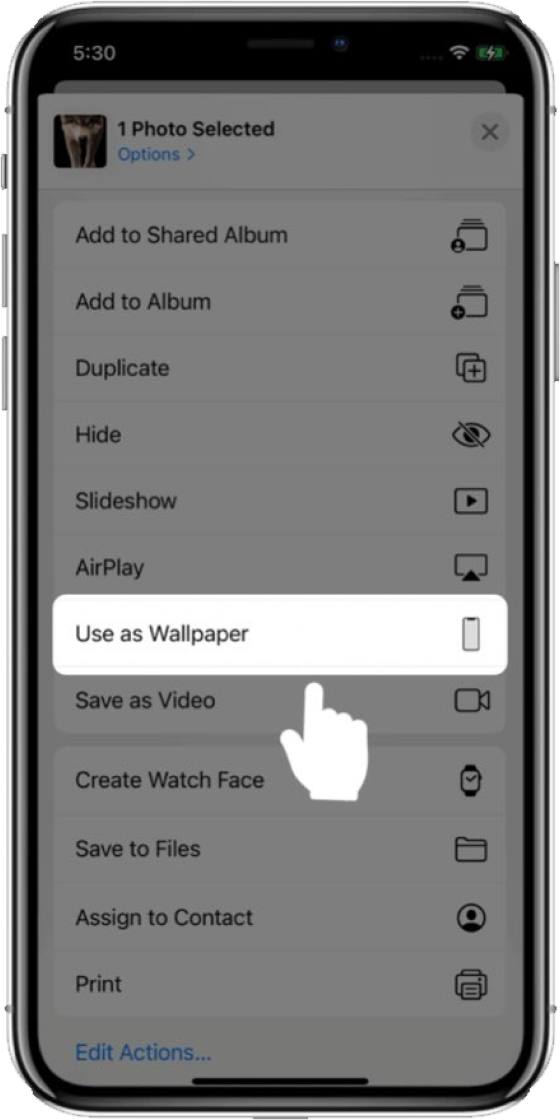 5:30
1 Photo Selected
Options >
Add to Shared Album
Add to Album
Duplicate
Hide
Slideshow
AirPlay
Use as Wallpaper
Save as Video
Create Watch Face
Save to Files
Assign to Contact
Print
Edit Actions...